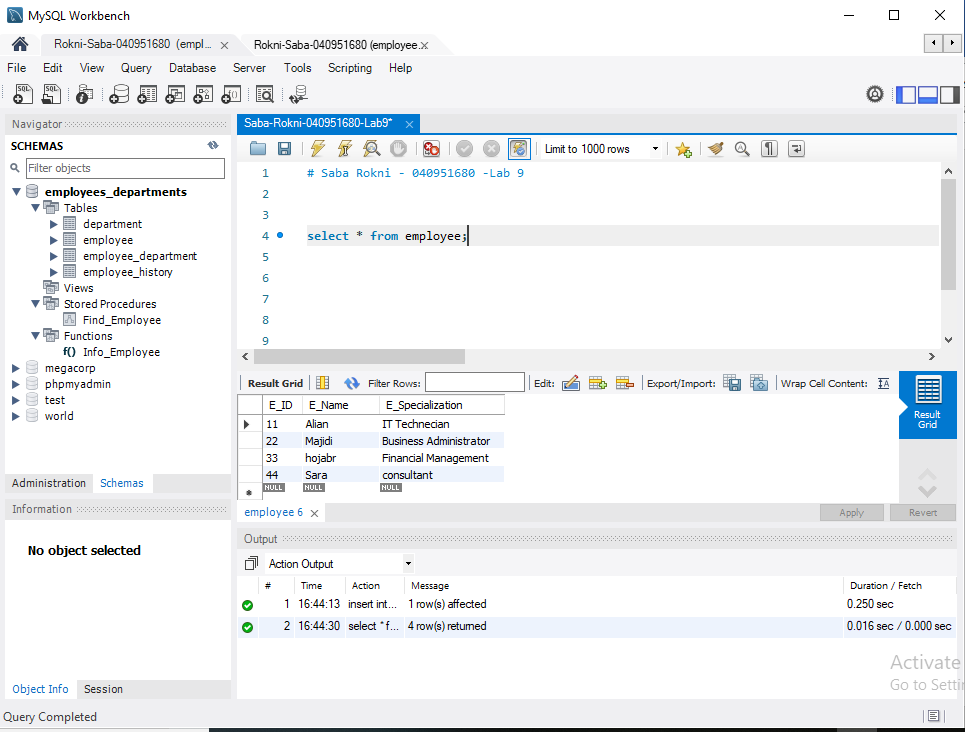 MySQL Workbench
Rokni-Saba-040951680 (empl... Rokni-Saba-040951680 (employee.
File Edit View Query Database Server Tools Scripting Help
Navigator
SCHEMAS
Filter objects
employees_departments
Tables
department
employee
employee_department
employee_history
Views
Stored Procedures
Find_Employee
Functions
f() Info_Employee
megacorp
phpmyadmin
test
world
Administration Schemas
Information
No object selected
Object Info Session
Saba-Rokni-040951680-Lab9*
Limit to 1000 rows
1 # Saba Rokni - 040951680 -Lab 9
2
3
4 select * from employee;
5
6
7
8
9
Result Grid Filter Rows: Edit: Export/Import: Wrap Cell Content: IA
E_ID E_Name E_Specialization
11 Alian IT Technecian
22 Majidi Business Administrator
33 hojabr Financial Management
44 Sara consultant
NULL NULL NULL
Result
Grid
employee 6 Apply Revert
Output
Action Output
# Time Action Message Duration / Fetch
1 16:44:13 insert int... 1 row(s) affected 0.250 sec
2 16:44:30 select * f... 4 row(s) returned 0.016 sec / 0.000 sec
Activate
Go to Settin
Query Completed